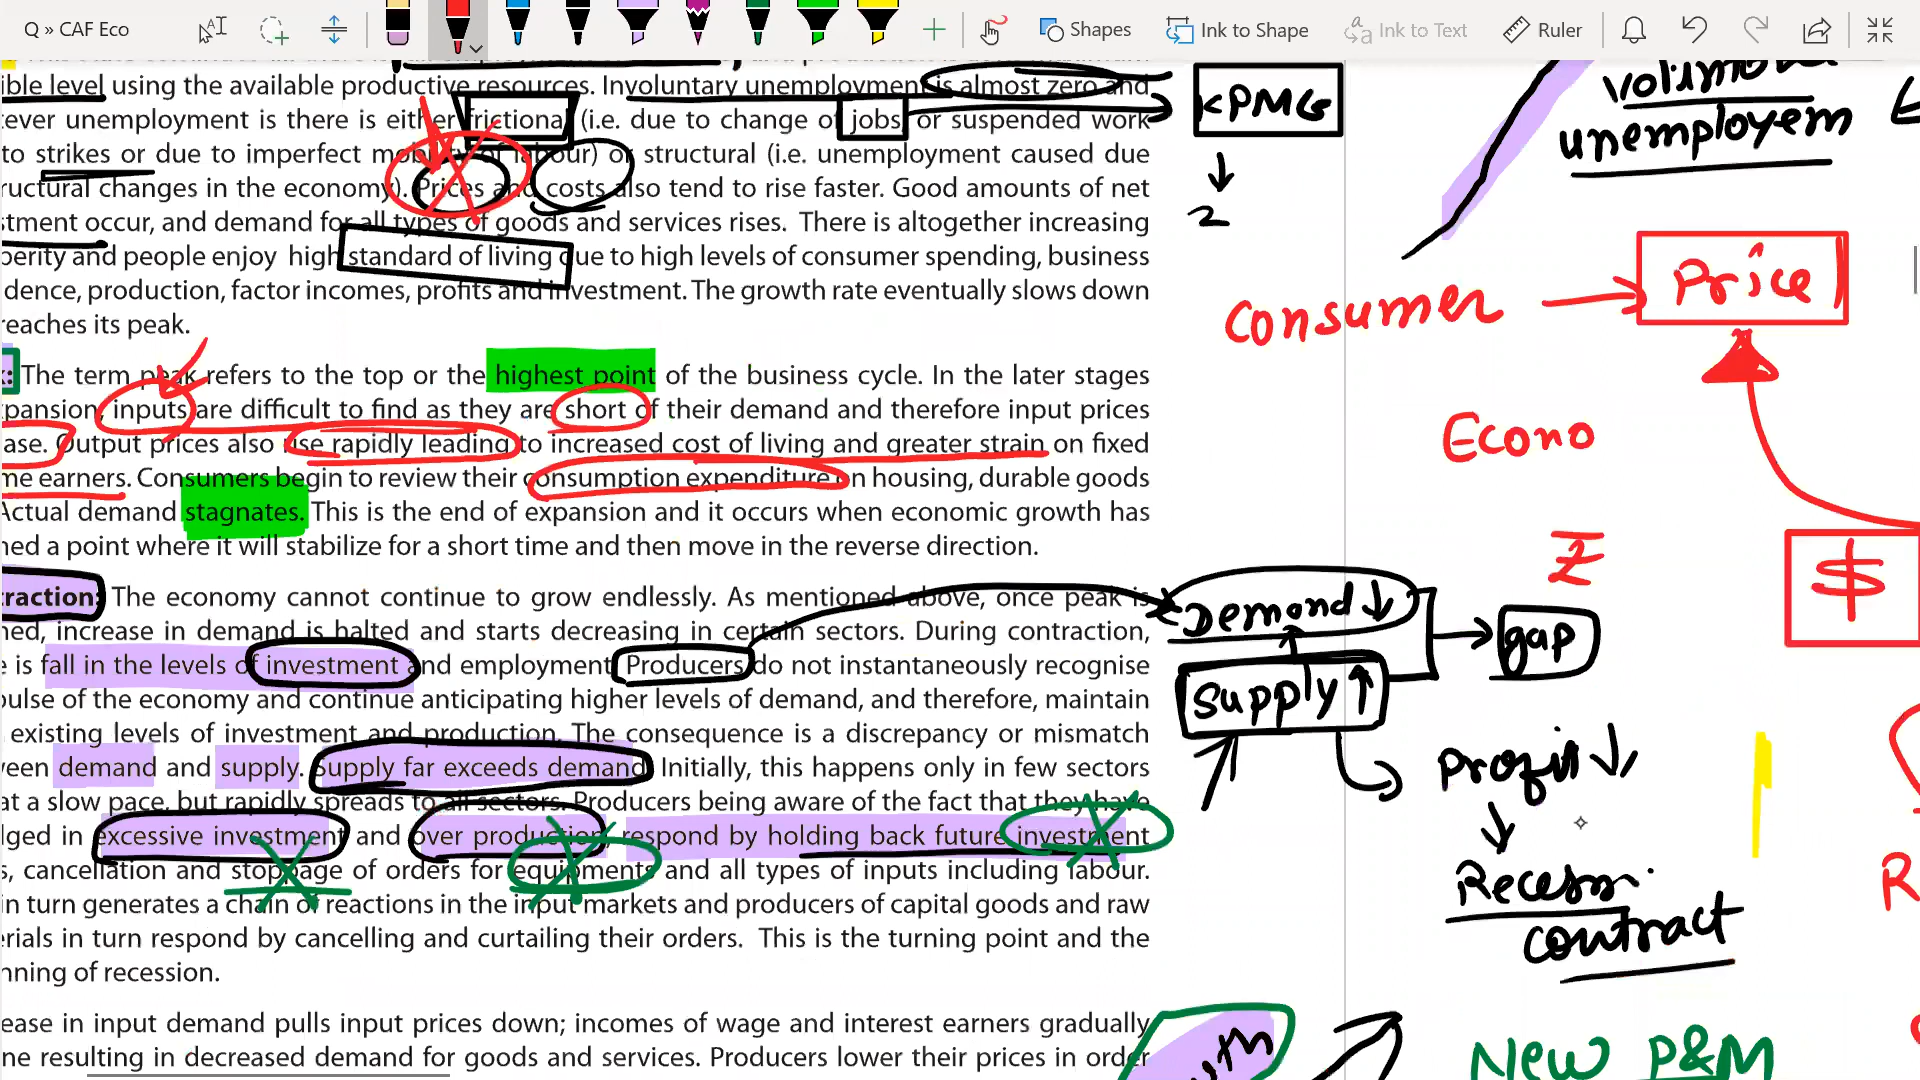 Q » CAF Eco
Shapes
Ink to Shape
Ink to Text
Ruler
ible level using the available productive resources. Involuntary unemployment is almost zero and
tever unemployment is there is either frictional (i.e. due to change of jobs, or suspended work
to strikes or due to imperfect mobility of labour) or structural (i.e. unemployment caused due
ructural changes in the economy). Prices and costs also tend to rise faster. Good amounts of net
stment occur, and demand for all types of goods and services rises. There is altogether increasing
perity and people enjoy high standard of living due to high levels of consumer spending, business
idence, production, factor incomes, profits and investment. The growth rate eventually slows down
reaches its peak.
k: The term peak refers to the top or the highest point of the business cycle. In the later stages
xpansion, inputs are difficult to find as they are short of their demand and therefore input prices
ase. Output prices also rise rapidly leading to increased cost of living and greater strain on fixed
me earners. Consumers begin to review their consumption expenditure on housing, durable goods
Actual demand stagnates. This is the end of expansion and it occurs when economic growth has
hed a point where it will stabilize for a short time and then move in the reverse direction.
traction: The economy cannot continue to grow endlessly. As mentioned above, once peak is
hed, increase in demand is halted and starts decreasing in certain sectors. During contraction,
e is fall in the levels of investment and employment. Producers do not instantaneously recognise
pulse of the economy and continue anticipating higher levels of demand, and therefore, maintain
existing levels of investment and production. The consequence is a discrepancy or mismatch
ween demand and supply. Supply far exceeds demand. Initially, this happens only in few sectors
at a slow pace, but rapidly spreads to all sectors. Producers being aware of the fact that they have
lged in excessive investment and over production, respond by holding back future investment
s, cancellation and stoppage of orders for equipments and all types of inputs including labour.
in turn generates a chain of reactions in the input markets and producers of capital goods and raw
erials in turn respond by cancelling and curtailing their orders. This is the turning point and the
nning of recession.
ease in input demand pulls input prices down; incomes of wage and interest earners gradually
ine resulting in decreased demand for goods and services. Producers lower their prices in order
KPMG
2
unemployem
Consumer
Price
Econo
$
Demand ↓
Supply ↑
gap
Profit ↓
Recess
contract
R
New P&M